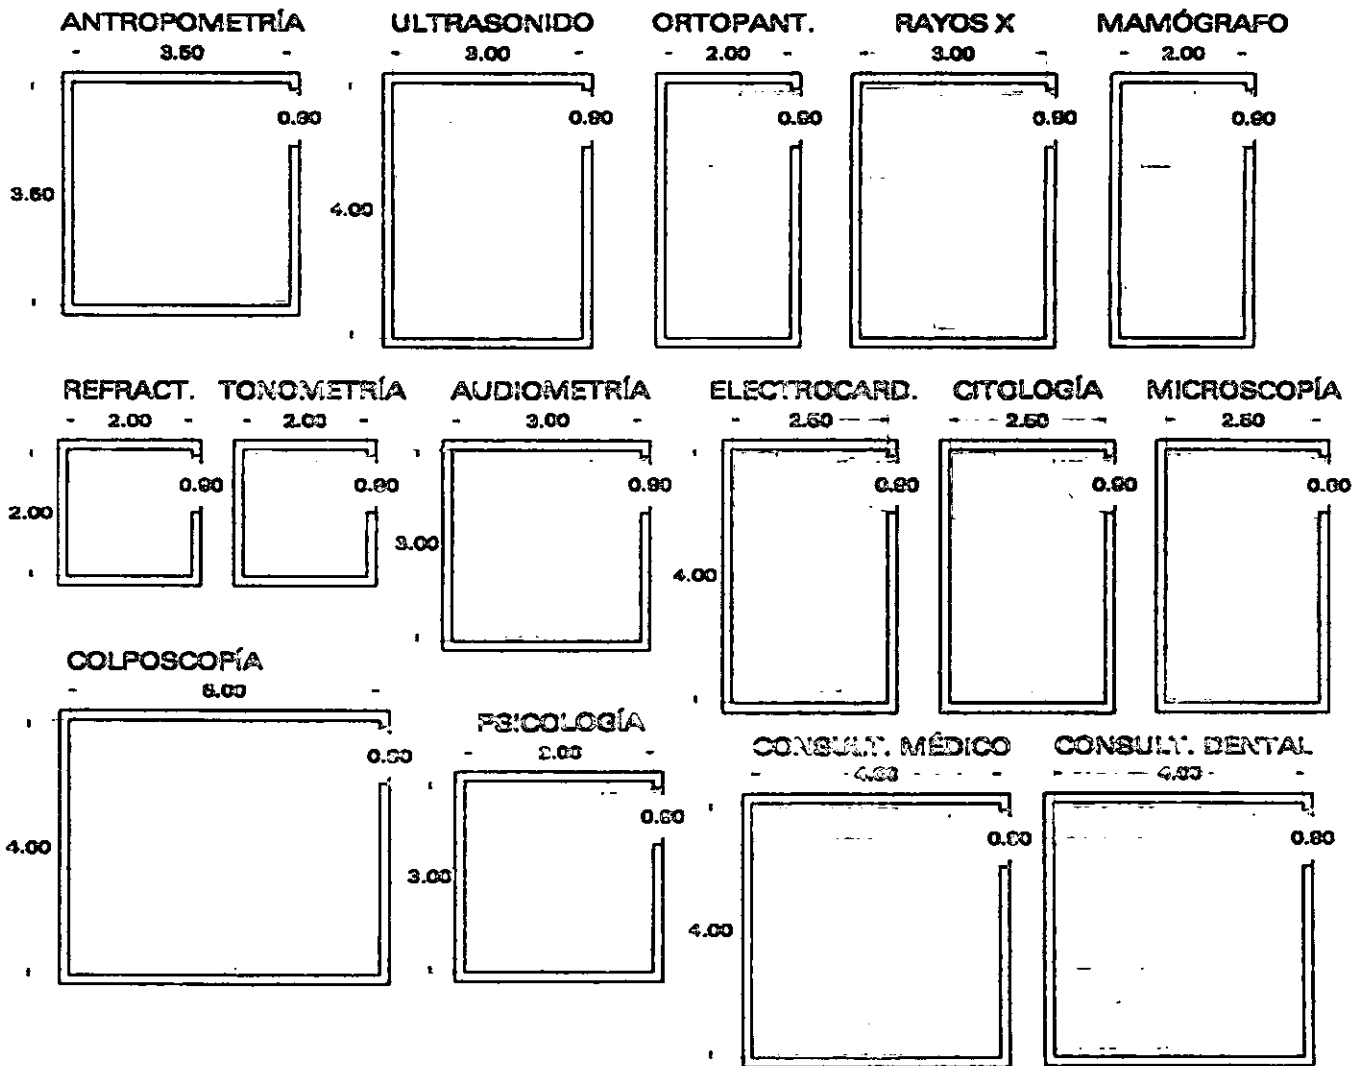 ANTROPOMETRÍA ULTRASONIDO ORTOPANT. RAYOS X MAMÓGRAFO
3.50 3.00 2.00 3.00 2.00
0.90 0.90 0.90 0.90 0.90
3.50 4.00
REFRACT. TONOMETRÍA AUDIOMETRÍA ELECTROCARD. CITOLOGÍA MICROSCOPÍA
2.00 2.00 3.00 2.50 2.50 2.50
0.90 0.90 0.90 0.90 0.90 0.90
2.00 3.00 4.00
COLPOSCOPÍA
PSICOLOGÍA
CONSULT. MÉDICO CONSULT. DENTAL
4.00 4.00
0.90 0.90
4.00 3.00 4.00